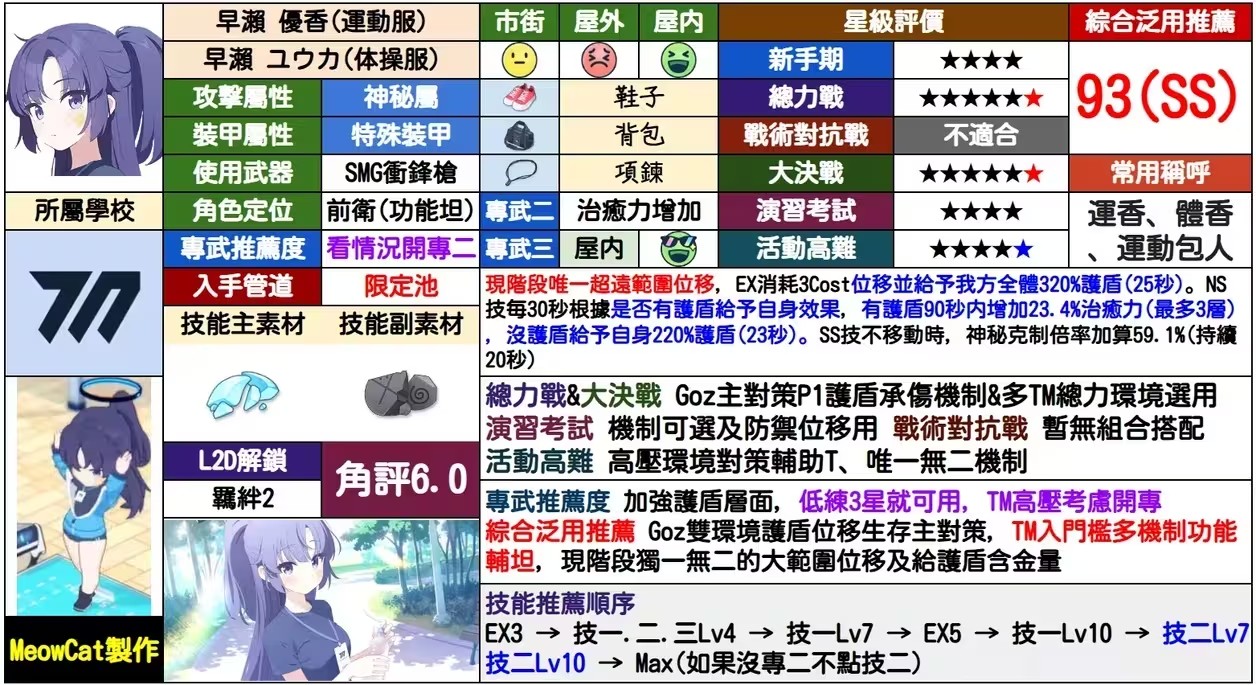 早瀨 優香(運動服)
早瀨 ユウカ(体操服)
攻擊屬性
神秘屬
裝甲屬性
特殊裝甲
使用武器
SMG衝鋒槍
所屬學校
角色定位
前衛(功能坦)
專武推薦度
看情況開專二
入手管道
限定池
技能主素材
技能副素材
L2D解鎖
羈絆2
角評6.0
MeowCat製作
市街
屋外
屋内
鞋子
背包
項鍊
專武二
治癒力增加
專武三
屋内
星級評價
新手期
★★★★
總力戰
★★★★★★
戰術對抗戰
不適合
大決戰
★★★★★★
演習考試
★★★★
活動高難
★★★★★
綜合泛用推薦
93(SS)
常用稱呼
運香、體香
、運動包人
現階段唯一超遠範圍位移, EX消耗3Cost位移並給予我方全體320%護盾(25秒)。NS
技每30秒根據是否有護盾給予自身效果, 有護盾90秒内增加23.4%治癒力(最多3層)
, 沒護盾給予自身220%護盾(23秒)。SS技不移動時, 神秘克制倍率加算59.1%(持續
20秒)
總力戰&大決戰 Goz主對策P1護盾承傷機制&多TM總力環境選用
演習考試 機制可選及防禦位移用 戰術對抗戰 暫無組合搭配
活動高難 高壓環境對策輔助T、唯一無二機制
專武推薦度 加強護盾層面, 低練3星就可用, TM高壓考慮開專
綜合泛用推薦 Goz雙環境護盾位移生存主對策, TM入門檻多機制功能
輔坦, 現階段獨一無二的大範圍位移及給護盾含金量
技能推薦順序
EX3 → 技一.二.三Lv4 → 技一Lv7 → EX5 → 技一Lv10 → 技二Lv7
技二Lv10 → Max(如果沒專二不點技二)